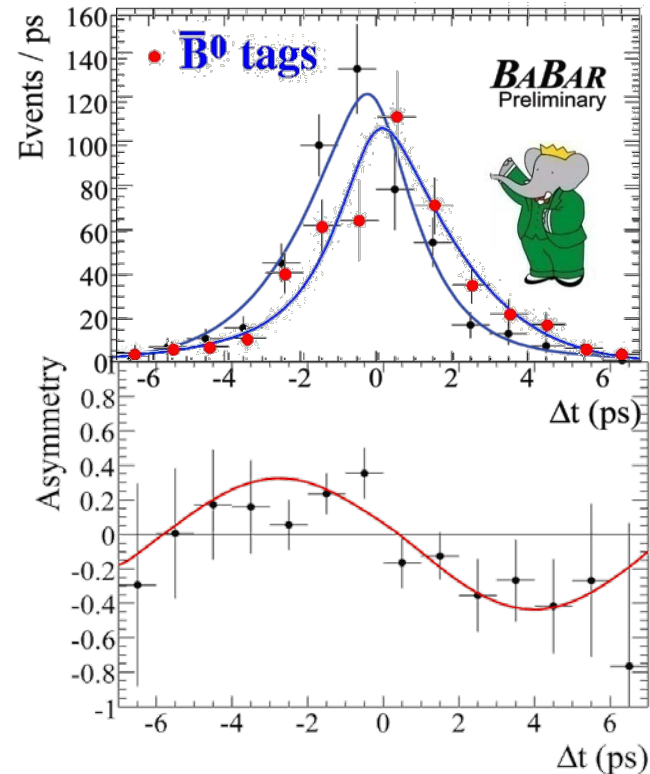 160
140
120
100
80
60
40
20
0
Events / ps
B̅⁰ tags
BABAR
Preliminary
-6 -4 -2 0 2 4 6
Δt (ps)
Asymmetry
0.8
0.6
0.4
0.2
0
-0.2
-0.4
-0.6
-0.8
-1
-6 -4 -2 0 2 4 6
Δt (ps)